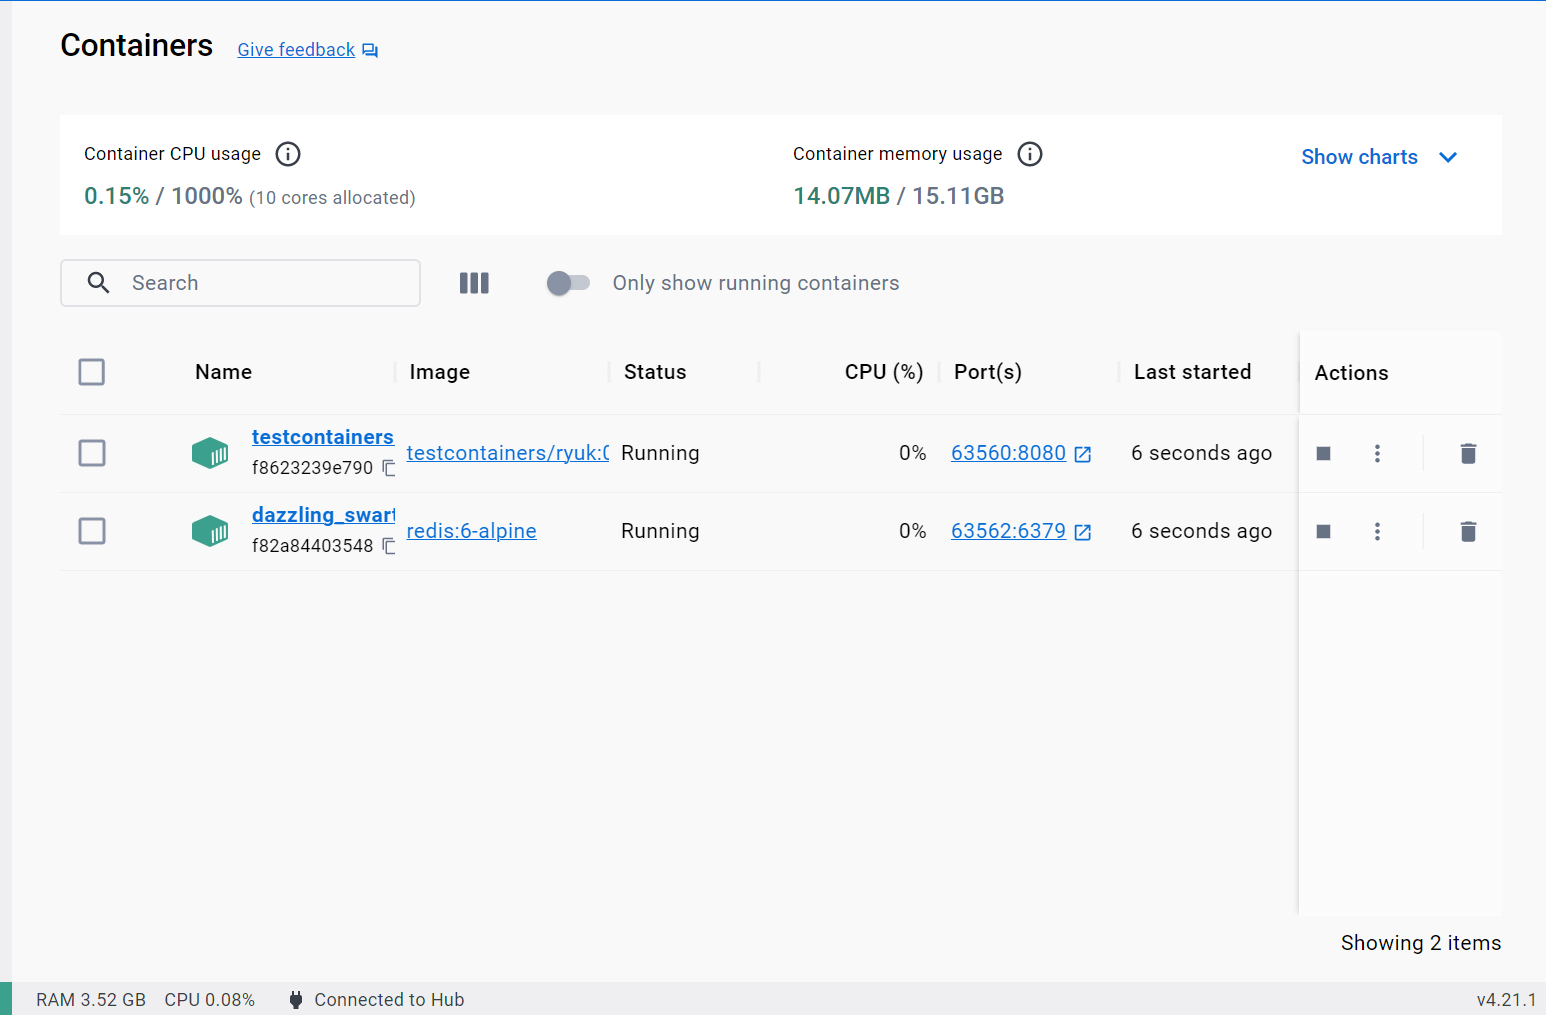 Containers Give feedback
Container CPU usage
0.15% / 1000% (10 cores allocated)
Container memory usage
14.07MB / 15.11GB
Show charts
Search
Only show running containers
Name Image Status CPU (%) Port(s) Last started Actions
testcontainers
f8623239e790
testcontainers/ryuk:0 Running 0% 63560:8080 6 seconds ago
dazzling_swart
f82a84403548
redis:6-alpine Running 0% 63562:6379 6 seconds ago
Showing 2 items
RAM 3.52 GB CPU 0.08% Connected to Hub v4.21.1